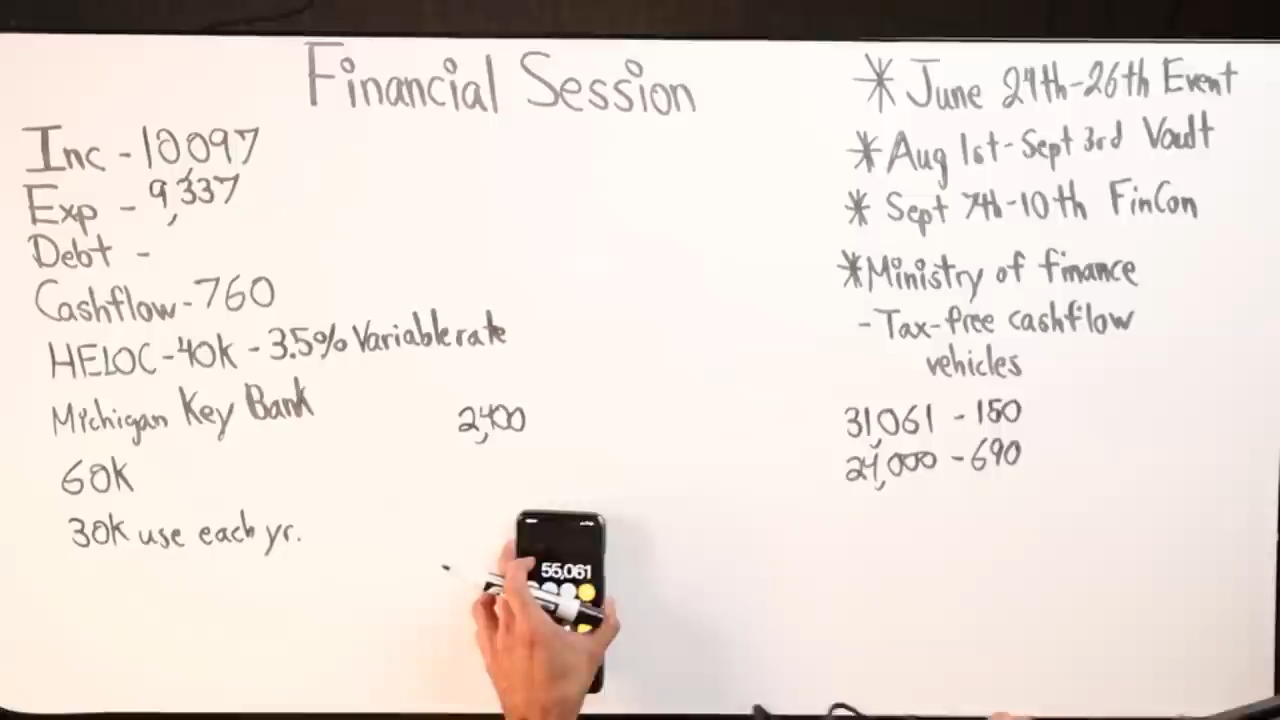 Financial Session
Inc - 10,097
Exp - 9,337
Debt -
Cashflow - 760
HELOC - 40k - 3.5% Variable rate
Michigan Key Bank
60k
30k use each yr.
2,400
* June 24th-26th Event
* Aug 1st - Sept 3rd Vault
* Sept 7th-10th FinCon
* Ministry of finance
- Tax-free cashflow
vehicles
31,061 - 150
24,000 - 690
55,061